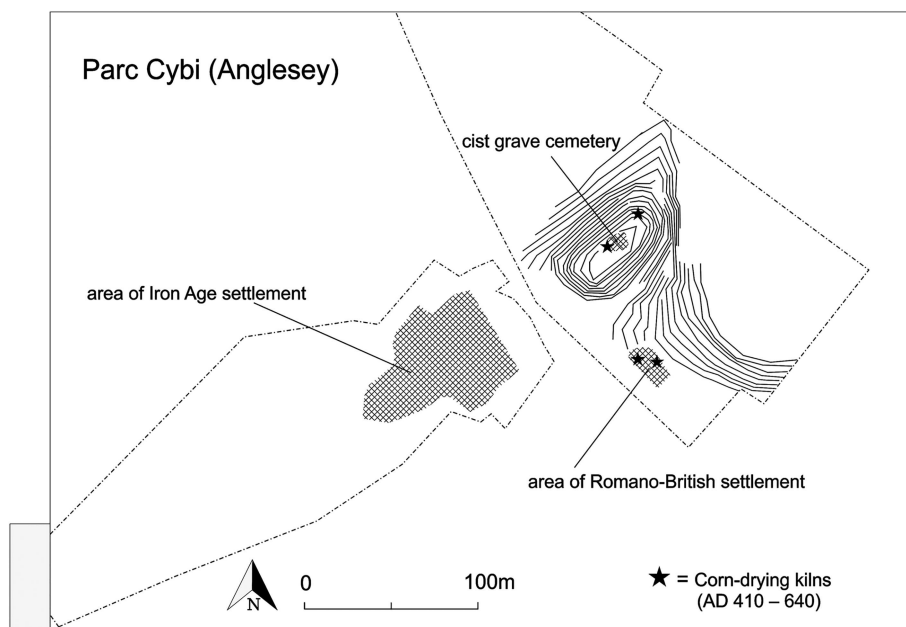 Parc Cybi (Anglesey)
cist grave cemetery
area of Iron Age settlement
area of Romano-British settlement
N
0
100m
= Corn-drying kilns
(AD 410 – 640)